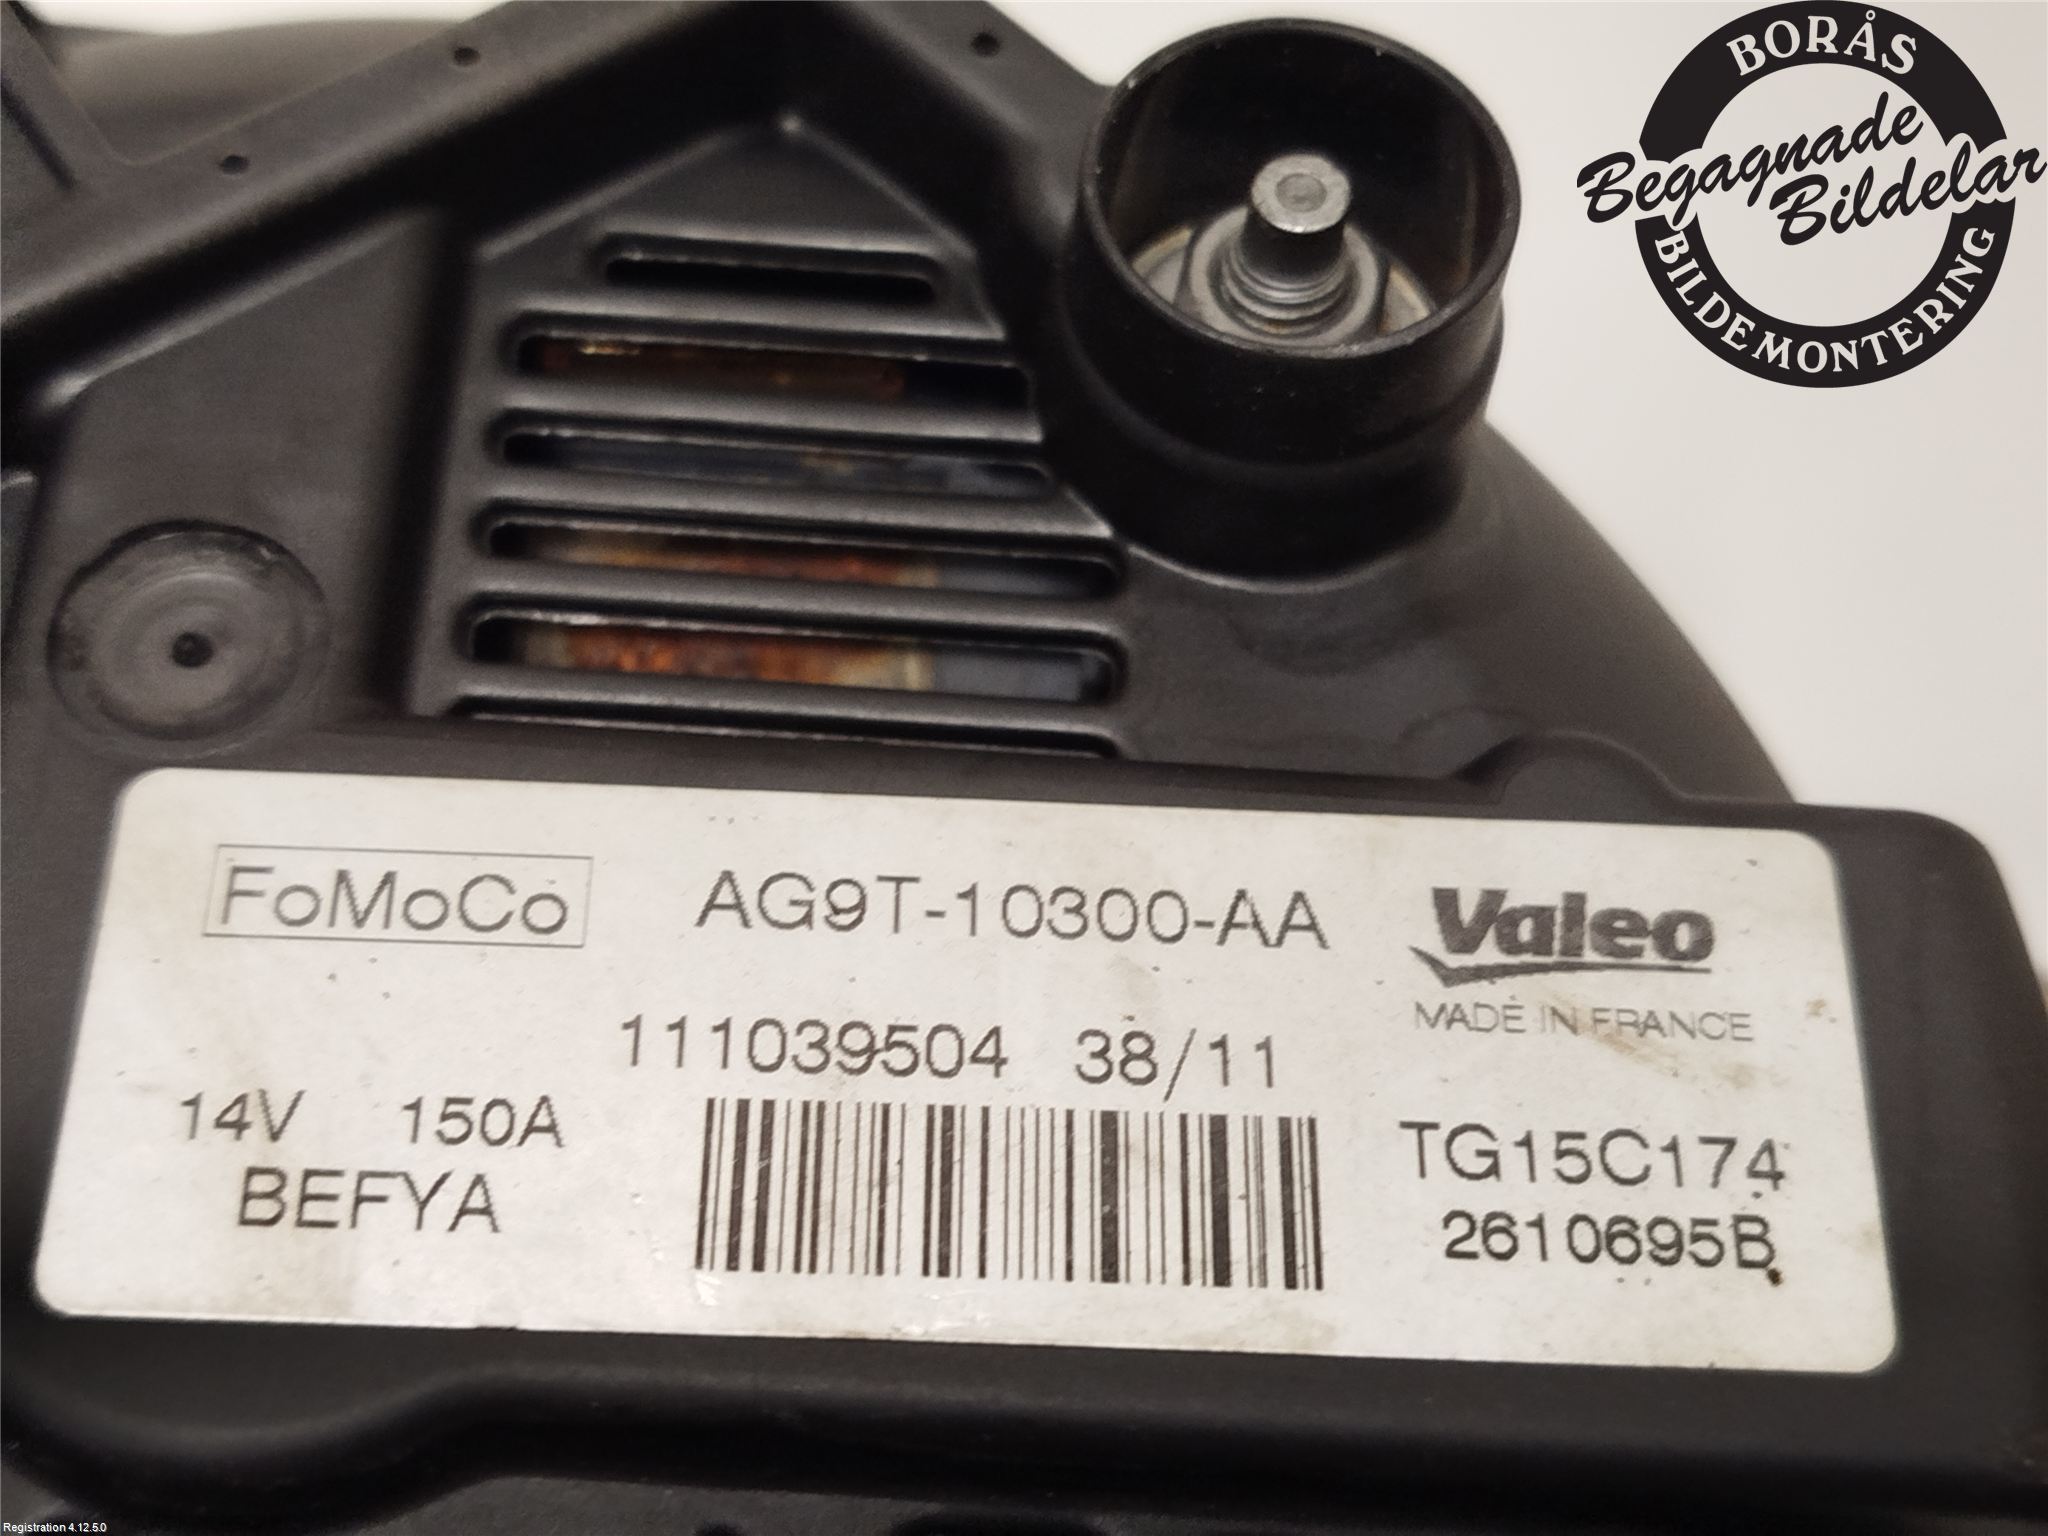 BORÅS
Begagnade
Bildelar
BILDEMONTERING
FoMoCo
AG9T-10300-AA
Valeo
MADE IN FRANCE
111039504 38/11
14V 150A
BEFYA
TG15C174
2610695B
Registration 4.12.5.0